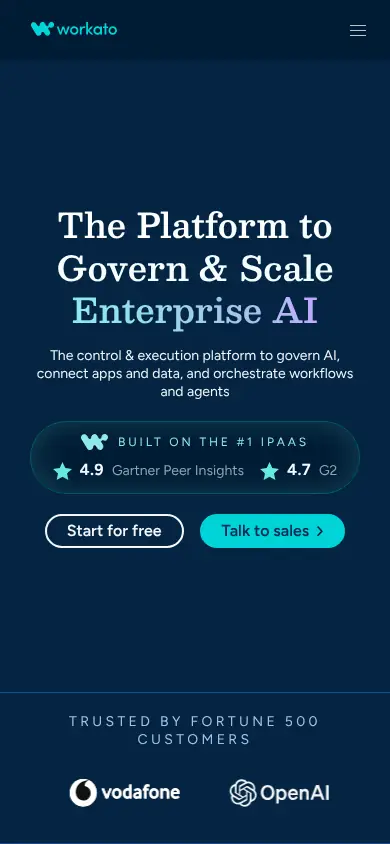 workato
The Platform to
Govern & Scale
Enterprise AI
The control & execution platform to govern AI,
connect apps and data, and orchestrate workflows
and agents
BUILT ON THE #1 IPAAS
4.9 Gartner Peer Insights 4.7 G2
Start for free Talk to sales
TRUSTED BY FORTUNE 500
CUSTOMERS
vodafone OpenAI